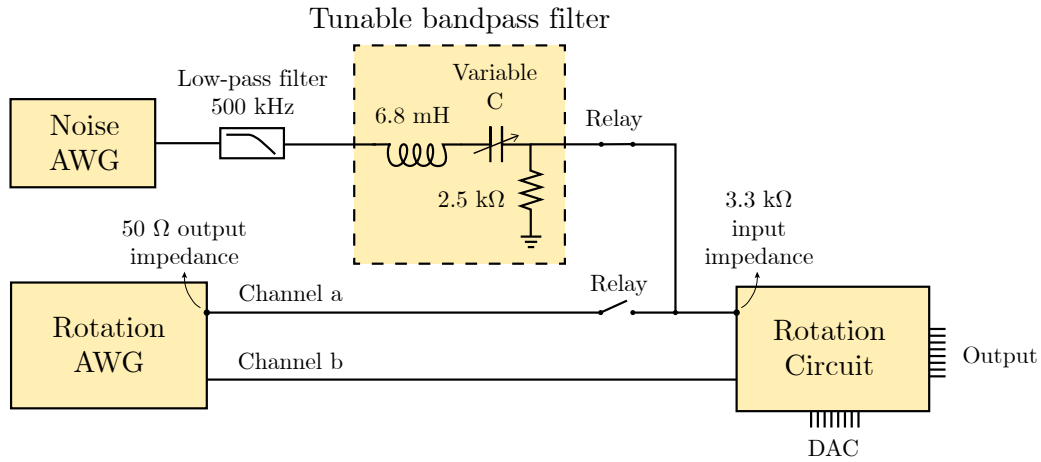 Tunable bandpass filter
Low-pass filter
500 kHz
Variable
C
6.8 mH
Relay
Noise
AWG
2.5 kΩ
50 Ω output
impedance
3.3 kΩ
input
impedance
Channel a
Relay
Rotation
AWG
Rotation
Circuit
Channel b
Output
DAC